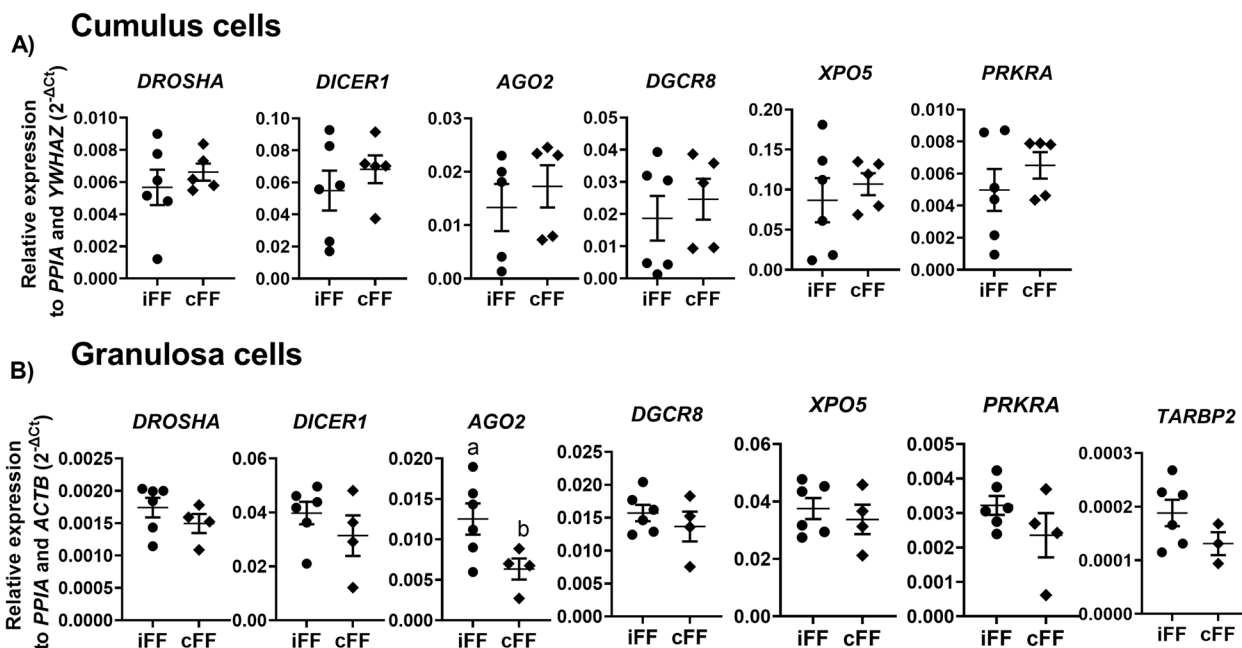 Cumulus cells
A)
DROSHA DICER1 AGO2 DGCR8 XPO5 PRKRA
Relative expression
to PPIA and YWHAZ (2-ΔCt)
0.010 0.10 0.03 0.05 0.20 0.010
0.008 0.08 0.04 0.15 0.008
0.006 0.06 0.02 0.03 0.10 0.006
0.004 0.04 0.01 0.02 0.05 0.004
0.002 0.02 0.01 0.002
0.000 0.00 0.00 0.00 0.00 0.000
iFF cFF iFF cFF iFF cFF iFF cFF iFF cFF iFF cFF
Granulosa cells
B)
DROSHA DICER1 AGO2 DGCR8 XPO5 PRKRA TARBP2
Relative expression
to PPIA and ACTB (2-ΔCt)
a
b
0.0025 0.06 0.020 0.025 0.06 0.005 0.0003
0.0020 0.04 0.015 0.020 0.04 0.004 0.0002
0.0015 0.02 0.010 0.015 0.02 0.003 0.0001
0.0010 0.00 0.005 0.010 0.00 0.002 0.0000
0.0005 0.000 0.005 0.001
0.0000 0.000 0.000
iFF cFF iFF cFF iFF cFF iFF cFF iFF cFF iFF cFF iFF cFF